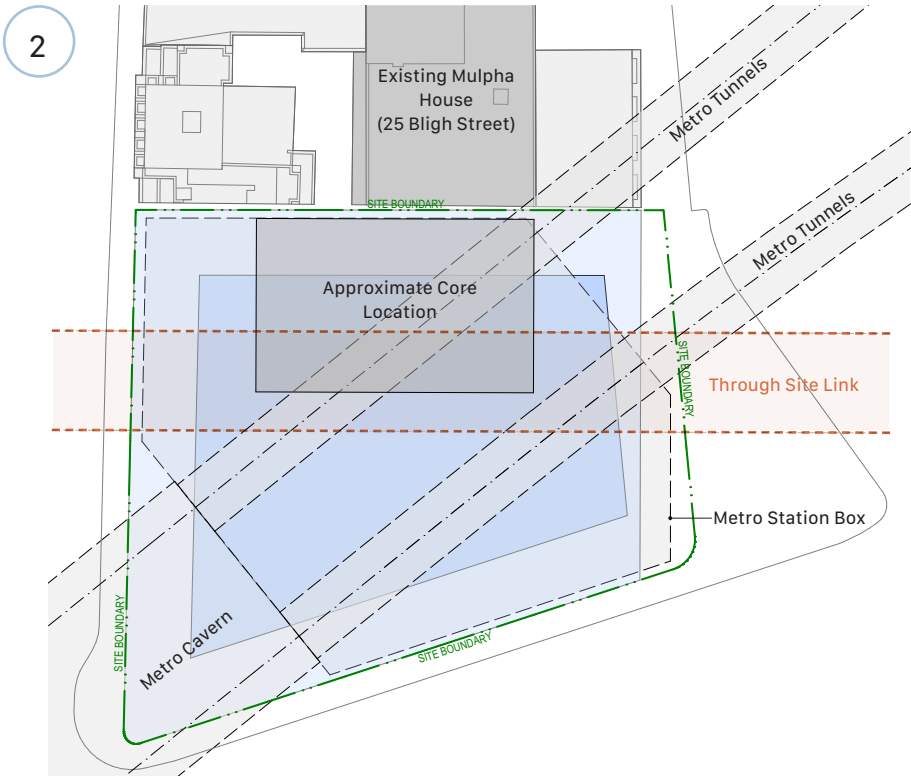 2
Existing Mulpha
House
(25 Bligh Street)
Metro Tunnels
Metro Tunnels
SITE BOUNDARY
Approximate Core
Location
SITE BOUNDARY
Through Site Link
Metro Station Box
SITE BOUNDARY
Metro Cavern
SITE BOUNDARY